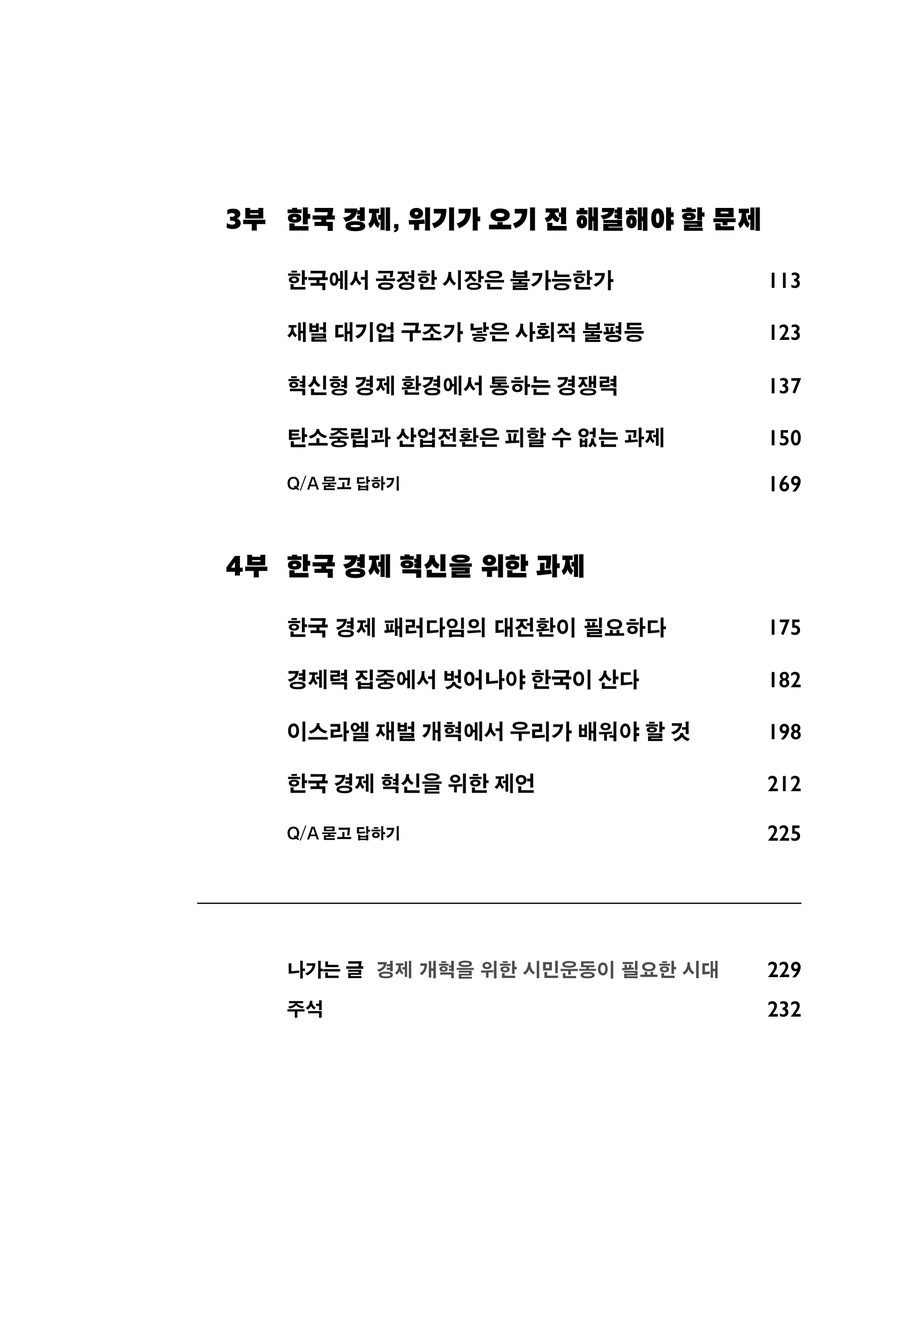 3부 한국 경제, 위기가 오기 전 해결해야 할 문제
한국에서 공정한 시장은 불가능한가 113
재벌 대기업 구조가 낳은 사회적 불평등 123
혁신형 경제 환경에서 통하는 경쟁력 137
탄소중립과 산업전환은 피할 수 없는 과제 150
Q/A 묻고 답하기 169
4부 한국 경제 혁신을 위한 과제
한국 경제 패러다임의 대전환이 필요하다 175
경제력 집중에서 벗어나야 한국이 산다 182
이스라엘 재벌 개혁에서 우리가 배워야 할 것 198
한국 경제 혁신을 위한 제언 212
Q/A 묻고 답하기 225
나가는 글 경제 개혁을 위한 시민운동이 필요한 시대 229
주석 232